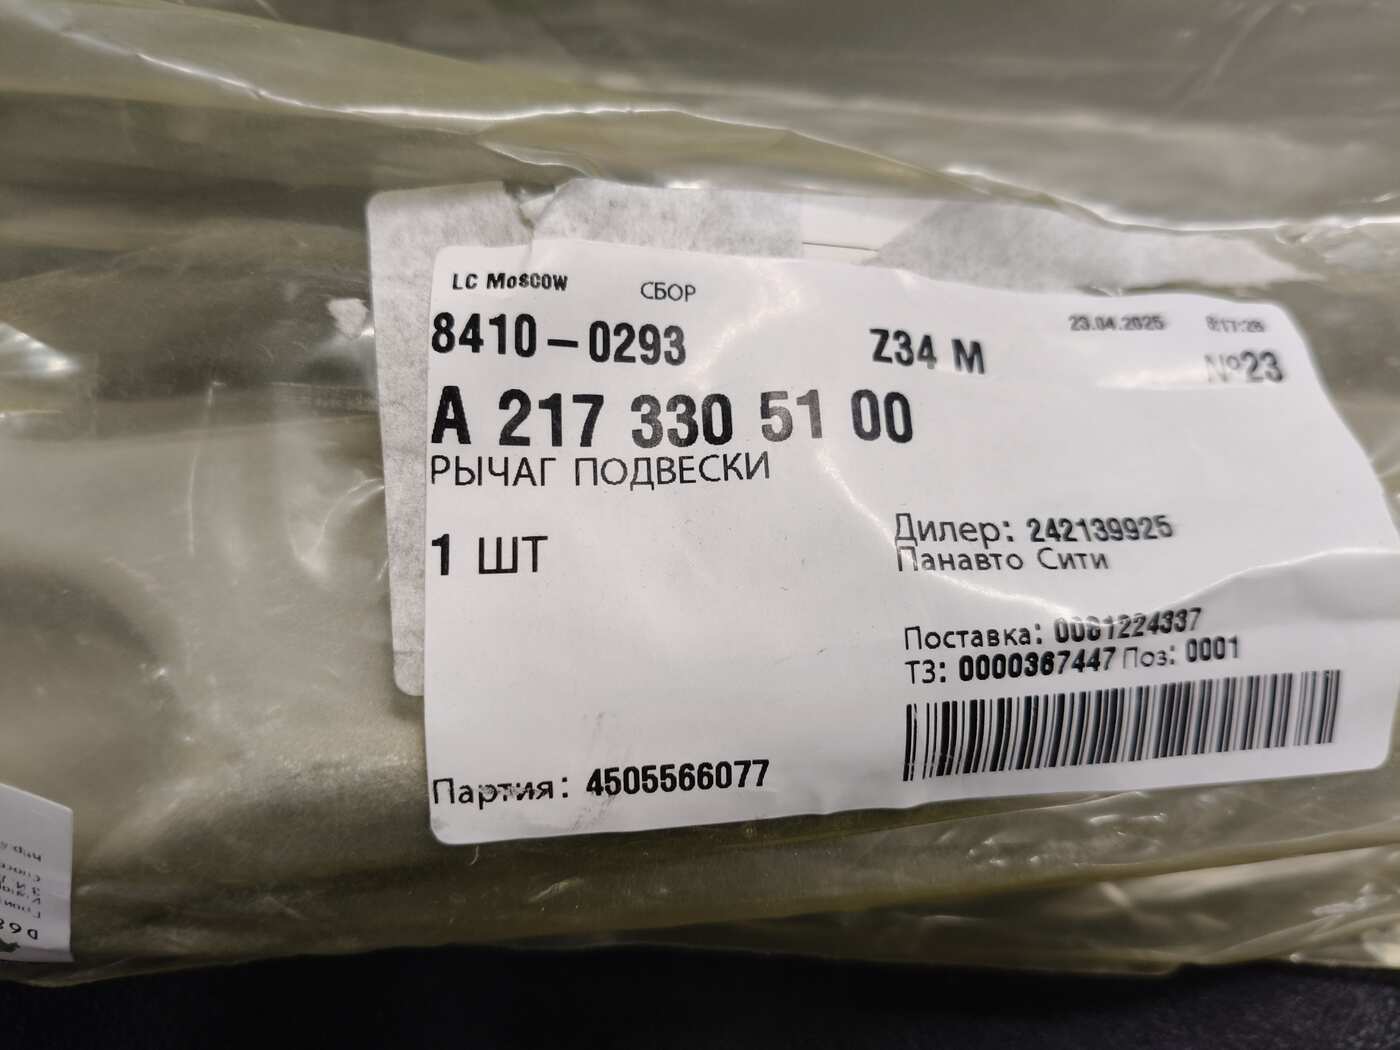 LC Moscow
СБОР
8410-0293
Z34 M
23.04.2025
№23
A 217 330 51 00
РЫЧАГ ПОДВЕСКИ
1 ШТ
Дилер: 242139925
Панавто Сити
Поставка: 0081224337
ТЗ: 0000367447 Поз: 0001
Партия: 4505566077